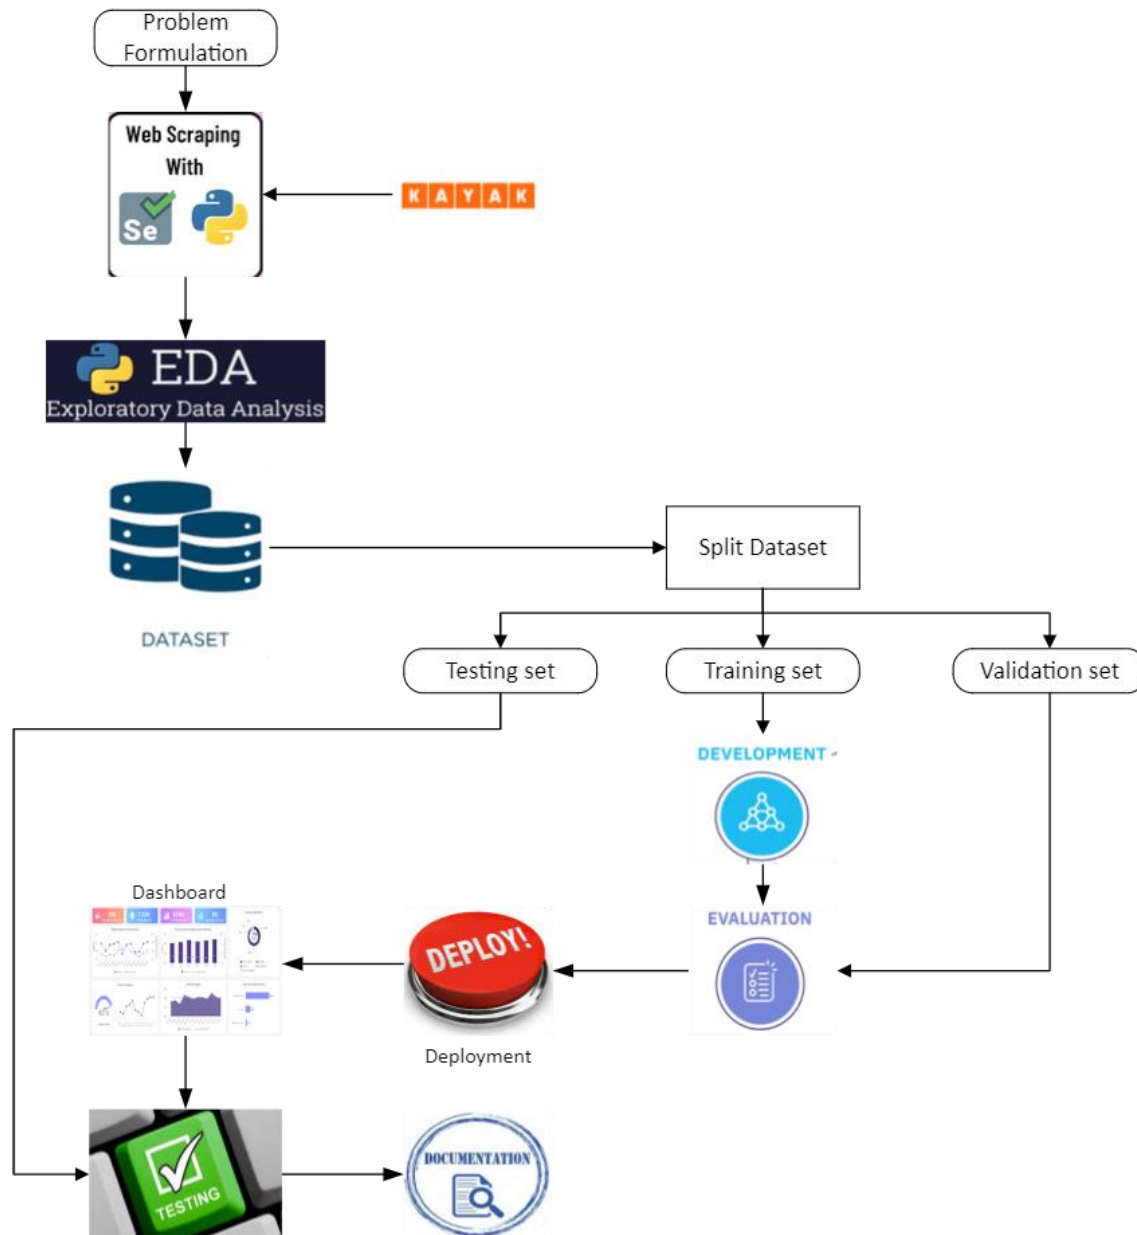 Problem
Formulation
Web Scraping
With
Se
KAYAK
EDA
Exploratory Data Analysis
DATASET
Split Dataset
Testing set
Training set
Validation set
DEVELOPMENT
EVALUATION
Dashboard
DEPLOY!
Deployment
TESTING
DOCUMENTATION